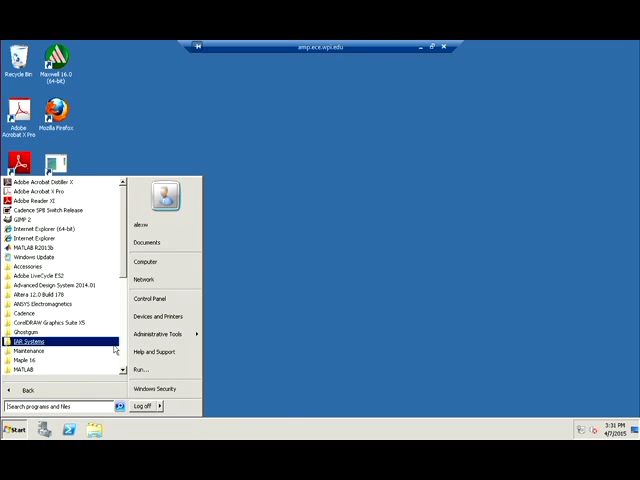 amp.ece.wpi.edu
Recycle Bin
Maxwell 16.0
(64-bit)
Adobe
Acrobat X Pro
Mozilla Firefox
Adobe Acrobat Distiller X
Adobe Acrobat X Pro
Adobe Reader XI
Cadence SPB Switch Release
GIMP 2
Internet Explorer (64-bit)
Internet Explorer
MATLAB R2013b
Windows Update
Accessories
Adobe LiveCycle ES2
Advanced Design System 2014.01
Altera 12.0 Build 178
ANSYS Electromagnetics
Cadence
CorelDRAW Graphics Suite X5
Ghostgum
IAR Systems
Maintenance
Maple 16
MATLAB
Back
Search programs and files
alexw
Documents
Computer
Network
Control Panel
Devices and Printers
Administrative Tools
Help and Support
Run...
Windows Security
Log off
Start
3:31 PM
4/7/2015